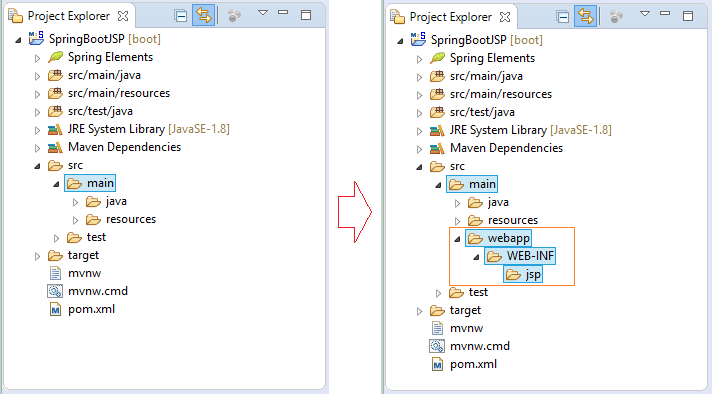 Project Explorer
SpringBootJSP [boot]
Spring Elements
src/main/java
src/main/resources
src/test/java
JRE System Library [JavaSE-1.8]
Maven Dependencies
src
main
java
resources
test
target
mvnw
mvnw.cmd
pom.xml
Project Explorer
SpringBootJSP [boot]
Spring Elements
src/main/java
src/main/resources
src/test/java
JRE System Library [JavaSE-1.8]
Maven Dependencies
src
main
java
resources
webapp
WEB-INF
jsp
test
target
mvnw
mvnw.cmd
pom.xml